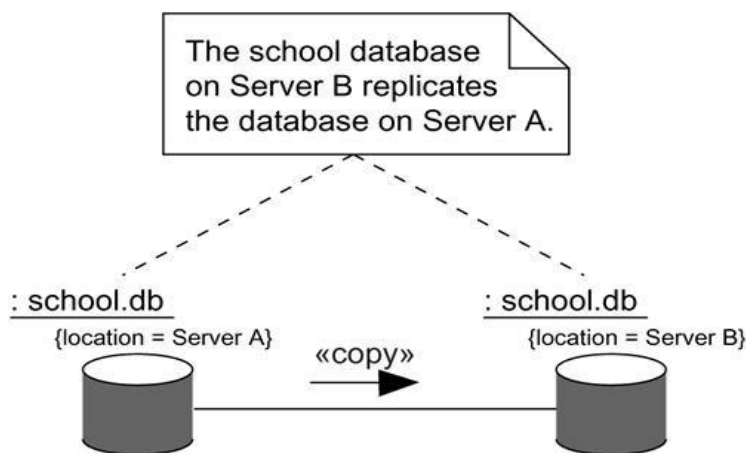 The school database
on Server B replicates
the database on Server A.
: school.db
{location = Server A}
: school.db
{location = Server B}
«copy»